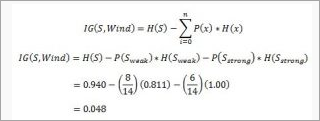 IG(S,Wind) = H(S) − ∑ⁿᵢ₌₀ P(x) * H(x)
IG(S,Wind) = H(S) − P(S_weak) * H(S_weak) − P(S_strong) * H(S_strong)
= 0.940 − (8/14)(0.811) − (6/14)(1.00)
= 0.048